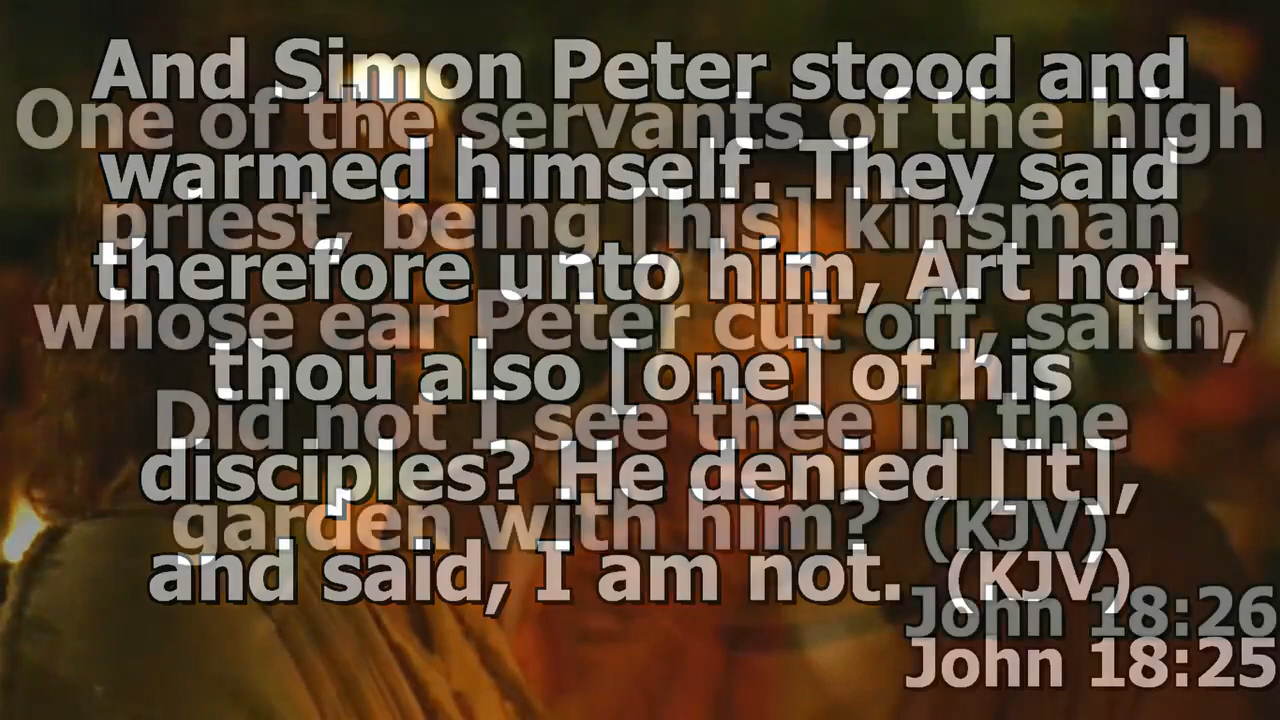 And Simon Peter stood and
warmed himself. They said
therefore unto him, Art not
thou also [one] of his
disciples? He denied [it],
and said, I am not. (KJV)
John 18:25
One of the servants of the high
priest, being [his] kinsman
whose ear Peter cut off, saith,
Did not I see thee in the
garden with him? (KJV)
John 18:26